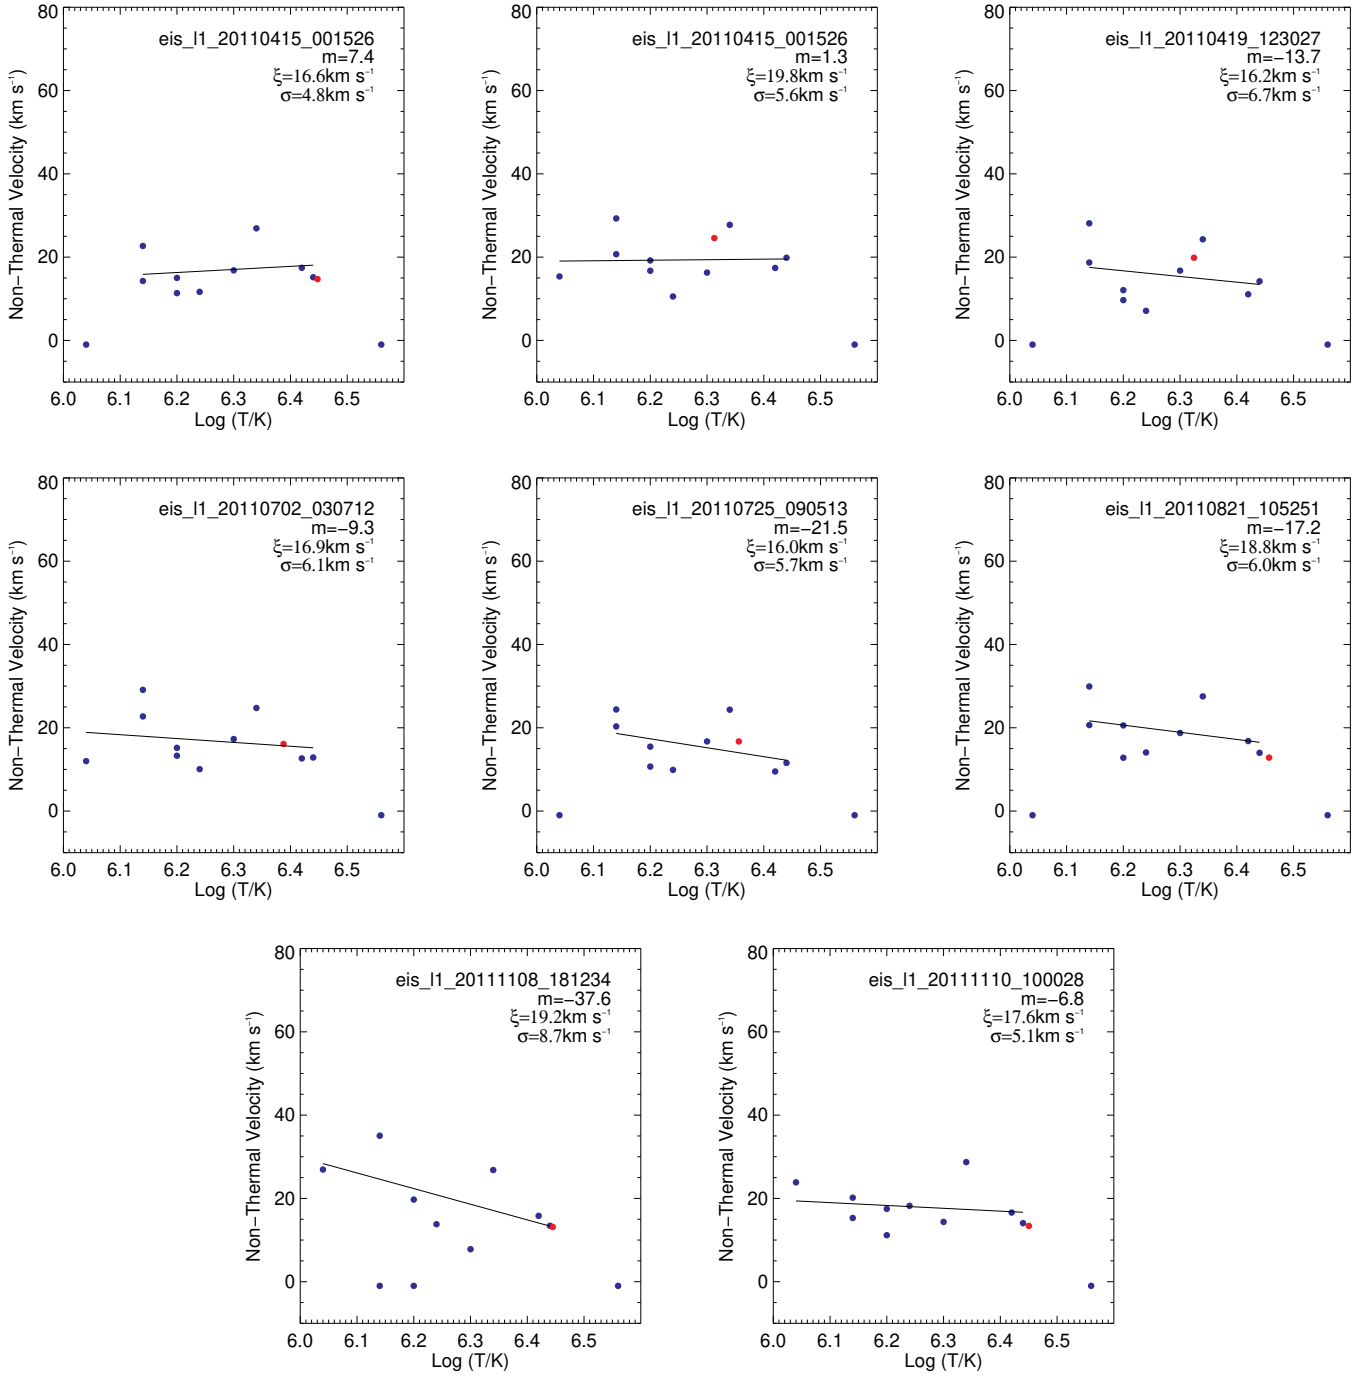 80
60
40
20
0
Non−Thermal Velocity (km s⁻¹)
eis_l1_20110415_001526
m=7.4
ξ=16.6km s⁻¹
σ=4.8km s⁻¹
6.0 6.1 6.2 6.3 6.4 6.5
Log (T/K)
80
60
40
20
0
Non−Thermal Velocity (km s⁻¹)
eis_l1_20110415_001526
m=1.3
ξ=19.8km s⁻¹
σ=5.6km s⁻¹
6.0 6.1 6.2 6.3 6.4 6.5
Log (T/K)
80
60
40
20
0
Non−Thermal Velocity (km s⁻¹)
eis_l1_20110419_123027
m=−13.7
ξ=16.2km s⁻¹
σ=6.7km s⁻¹
6.0 6.1 6.2 6.3 6.4 6.5
Log (T/K)
80
60
40
20
0
Non−Thermal Velocity (km s⁻¹)
eis_l1_20110702_030712
m=−9.3
ξ=16.9km s⁻¹
σ=6.1km s⁻¹
6.0 6.1 6.2 6.3 6.4 6.5
Log (T/K)
80
60
40
20
0
Non−Thermal Velocity (km s⁻¹)
eis_l1_20110725_090513
m=−21.5
ξ=16.0km s⁻¹
σ=5.7km s⁻¹
6.0 6.1 6.2 6.3 6.4 6.5
Log (T/K)
80
60
40
20
0
Non−Thermal Velocity (km s⁻¹)
eis_l1_20110821_105251
m=−17.2
ξ=18.8km s⁻¹
σ=6.0km s⁻¹
6.0 6.1 6.2 6.3 6.4 6.5
Log (T/K)
80
60
40
20
0
Non−Thermal Velocity (km s⁻¹)
eis_l1_20111108_181234
m=−37.6
ξ=19.2km s⁻¹
σ=8.7km s⁻¹
6.0 6.1 6.2 6.3 6.4 6.5
Log (T/K)
80
60
40
20
0
Non−Thermal Velocity (km s⁻¹)
eis_l1_20111110_100028
m=−6.8
ξ=17.6km s⁻¹
σ=5.1km s⁻¹
6.0 6.1 6.2 6.3 6.4 6.5
Log (T/K)